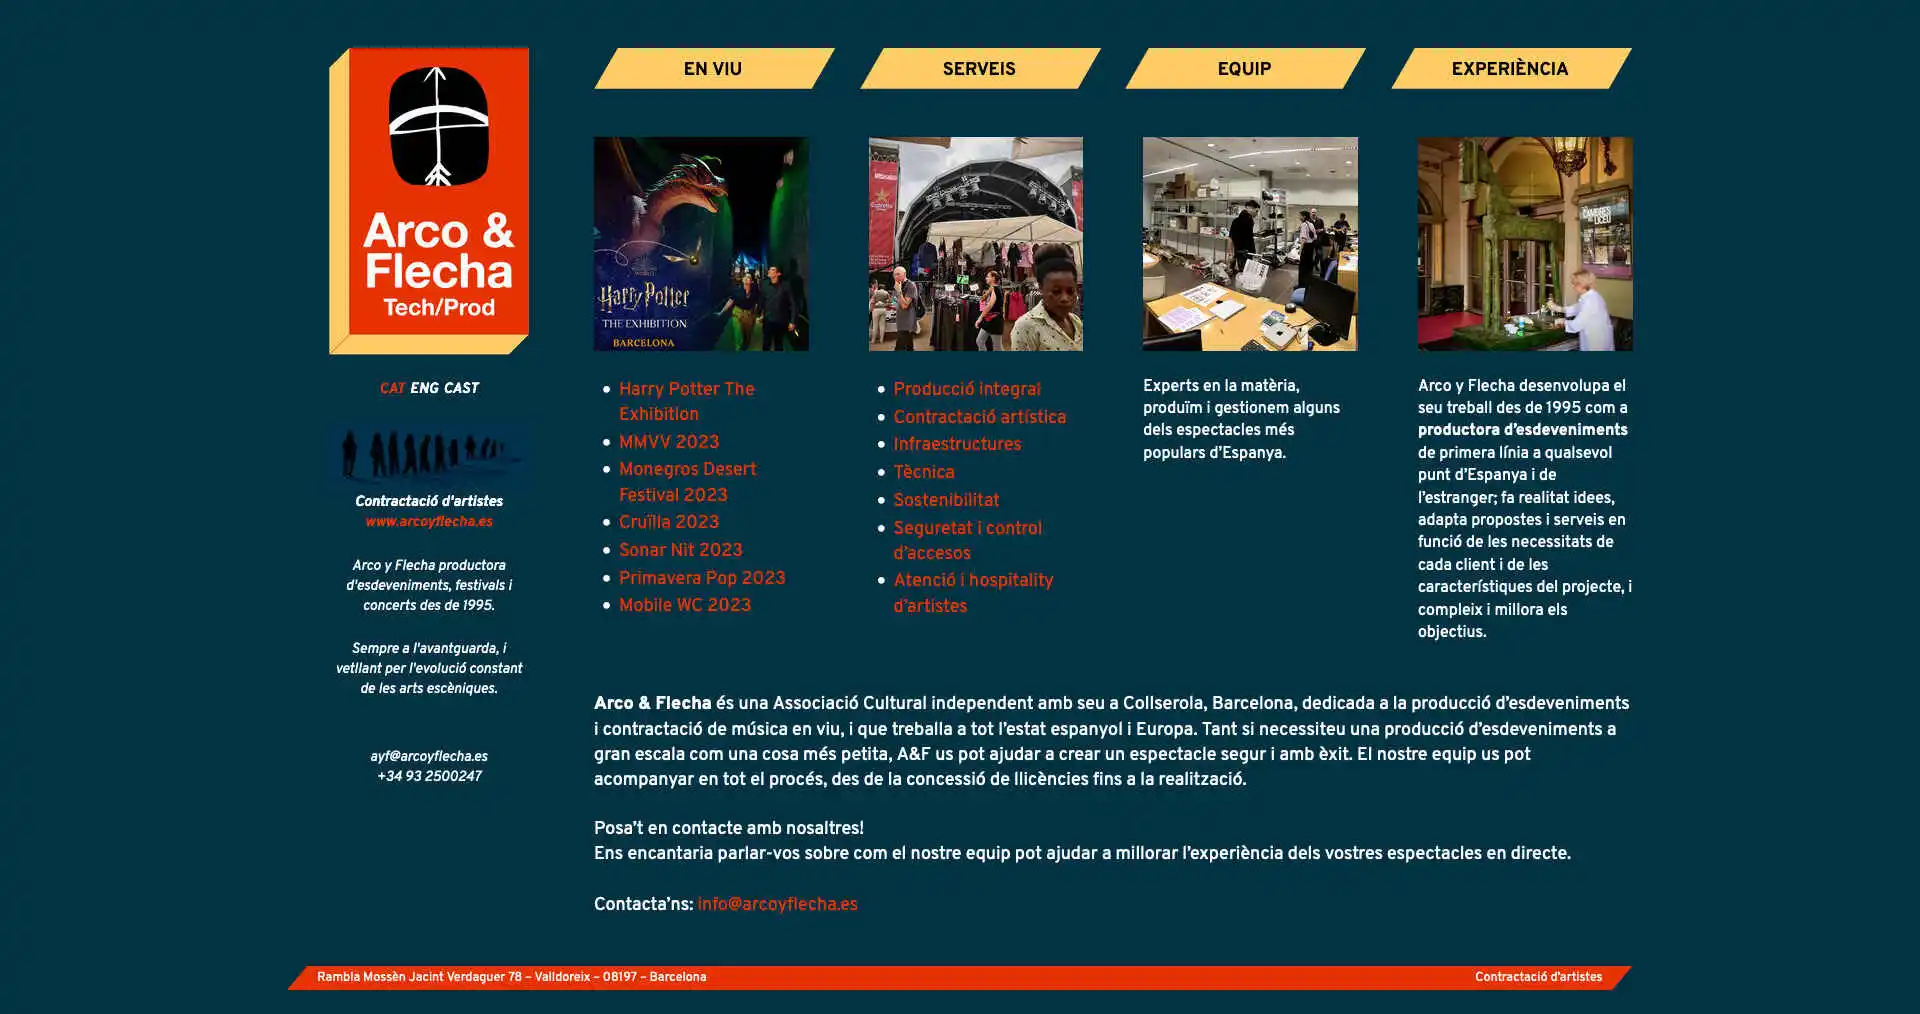 Arco &
Flecha
Tech/Prod
CAT ENG CAST
Contractació d'artistes
www.arcoyflecha.es
Arco y Flecha productora
d'esdeveniments, festivals i
concerts des de 1995.
Sempre a l'avantguarda, i
vetllant per l'evolució constant
de les arts escèniques.
ayf@arcoyflecha.es
+34 93 2500247
EN VIU
SERVEIS
EQUIP
EXPERIÈNCIA
Harry Potter
THE EXHIBITION
BARCELONA
Harry Potter The
Exhibition
MMVV 2023
Monegros Desert
Festival 2023
Cruïlla 2023
Sonar Nit 2023
Primavera Pop 2023
Mobile WC 2023
Producció integral
Contractació artística
Infraestructures
Tècnica
Sostenibilitat
Seguretat i control
d'accesos
Atenció i hospitality
d'artistes
Experts en la matèria,
produïm i gestionem alguns
dels espectacles més
populars d'Espanya.
Arco y Flecha desenvolupa el
seu treball des de 1995 com a
productora d'esdeveniments
de primera línia a qualsevol
punt d'Espanya i de
l'estranger; fa realitat idees,
adapta propostes i serveis en
funció de les necessitats de
cada client i de les
característiques del projecte, i
compleix i millora els
objectius.
Arco & Flecha és una Associació Cultural independent amb seu a Collserola, Barcelona, dedicada a la producció d'esdeveniments
i contractació de música en viu, i que treballa a tot l'estat espanyol i Europa. Tant si necessiteu una producció d'esdeveniments a
gran escala com una cosa més petita, A&F us pot ajudar a crear un espectacle segur i amb èxit. El nostre equip us pot
acompanyar en tot el procés, des de la concessió de llicències fins a la realització.
Posa't en contacte amb nosaltres!
Ens encantaria parlar-vos sobre com el nostre equip pot ajudar a millorar l'experiència dels vostres espectacles en directe.
Contacta'ns: info@arcoyflecha.es
Rambla Mossèn Jacint Verdaguer 78 – Valldoreix – 08197 – Barcelona
Contractació d'artistes